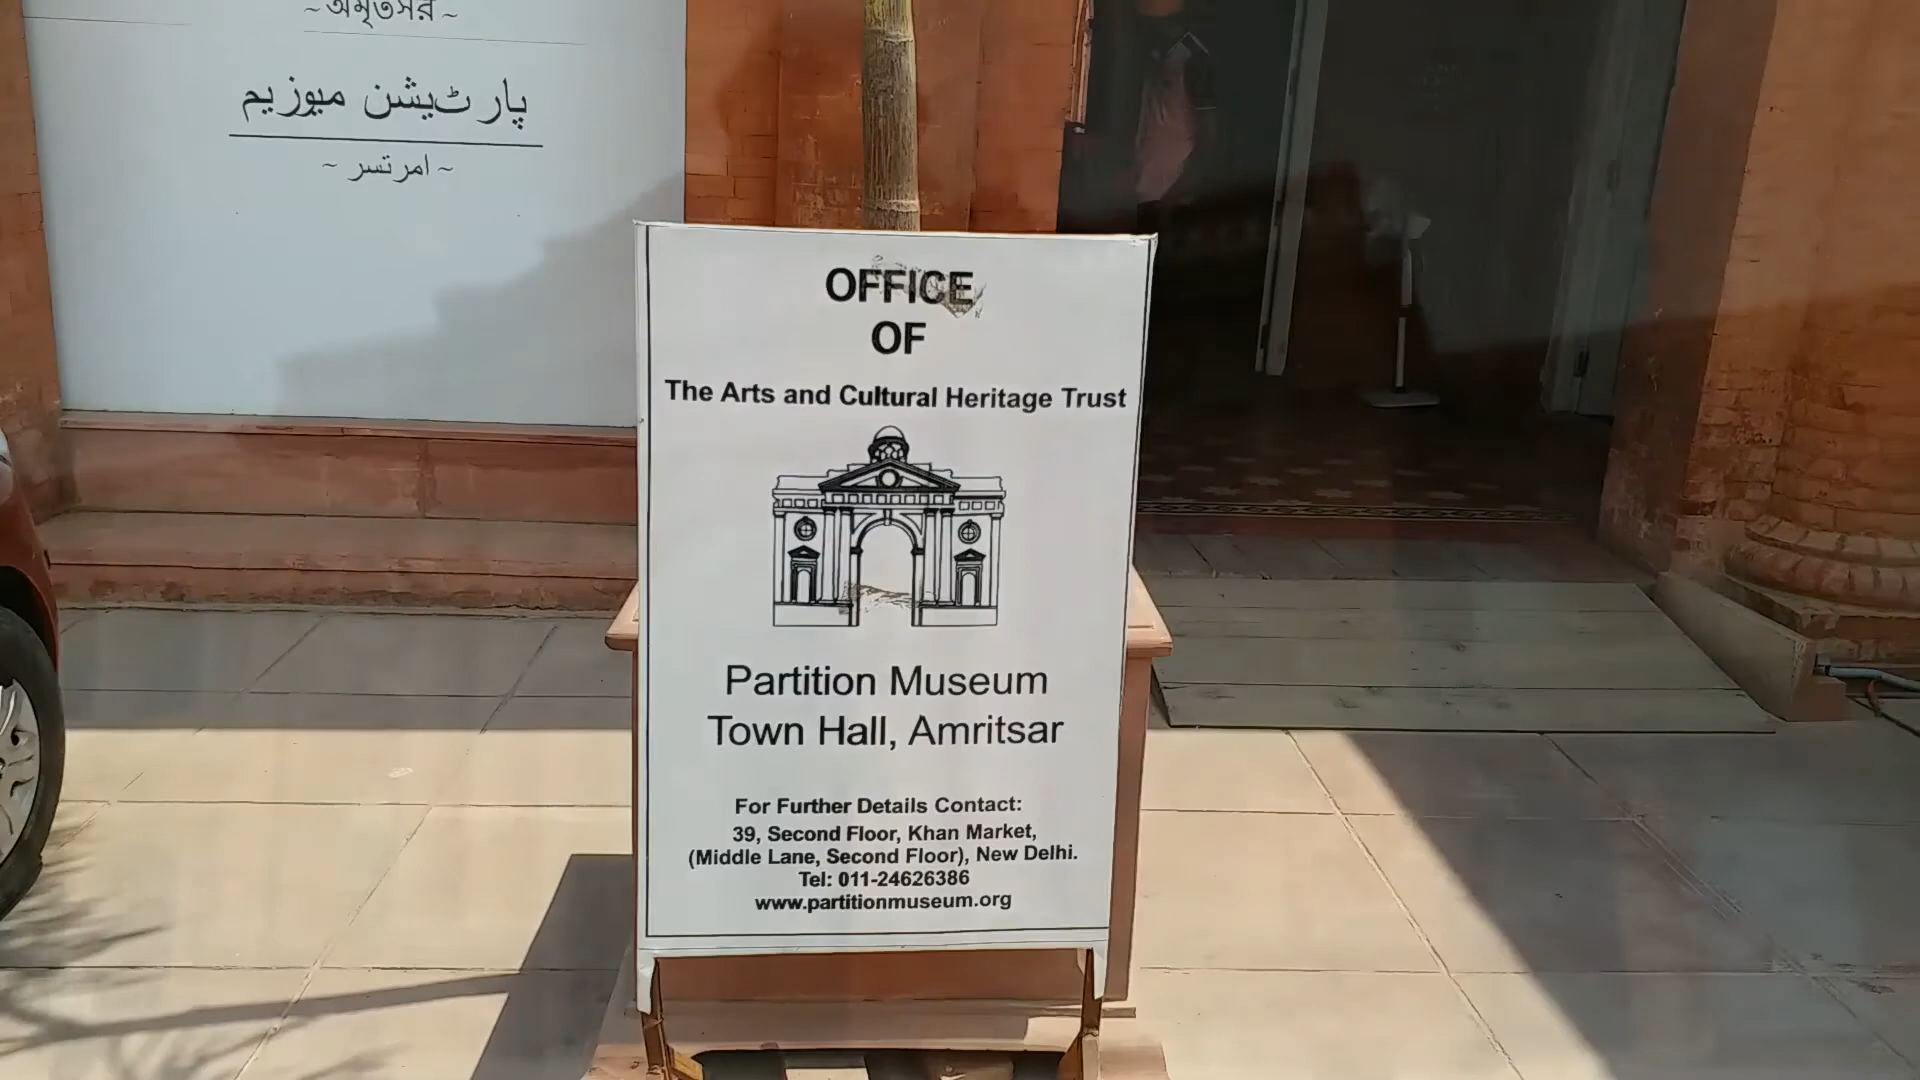 ~ অমৃতসর ~
پارٹیشن میوزیم
~ امرتسر ~
OFFICE
OF
The Arts and Cultural Heritage Trust
Partition Museum
Town Hall, Amritsar
For Further Details Contact:
39, Second Floor, Khan Market,
(Middle Lane, Second Floor), New Delhi.
Tel: 011-24626386
www.partitionmuseum.org